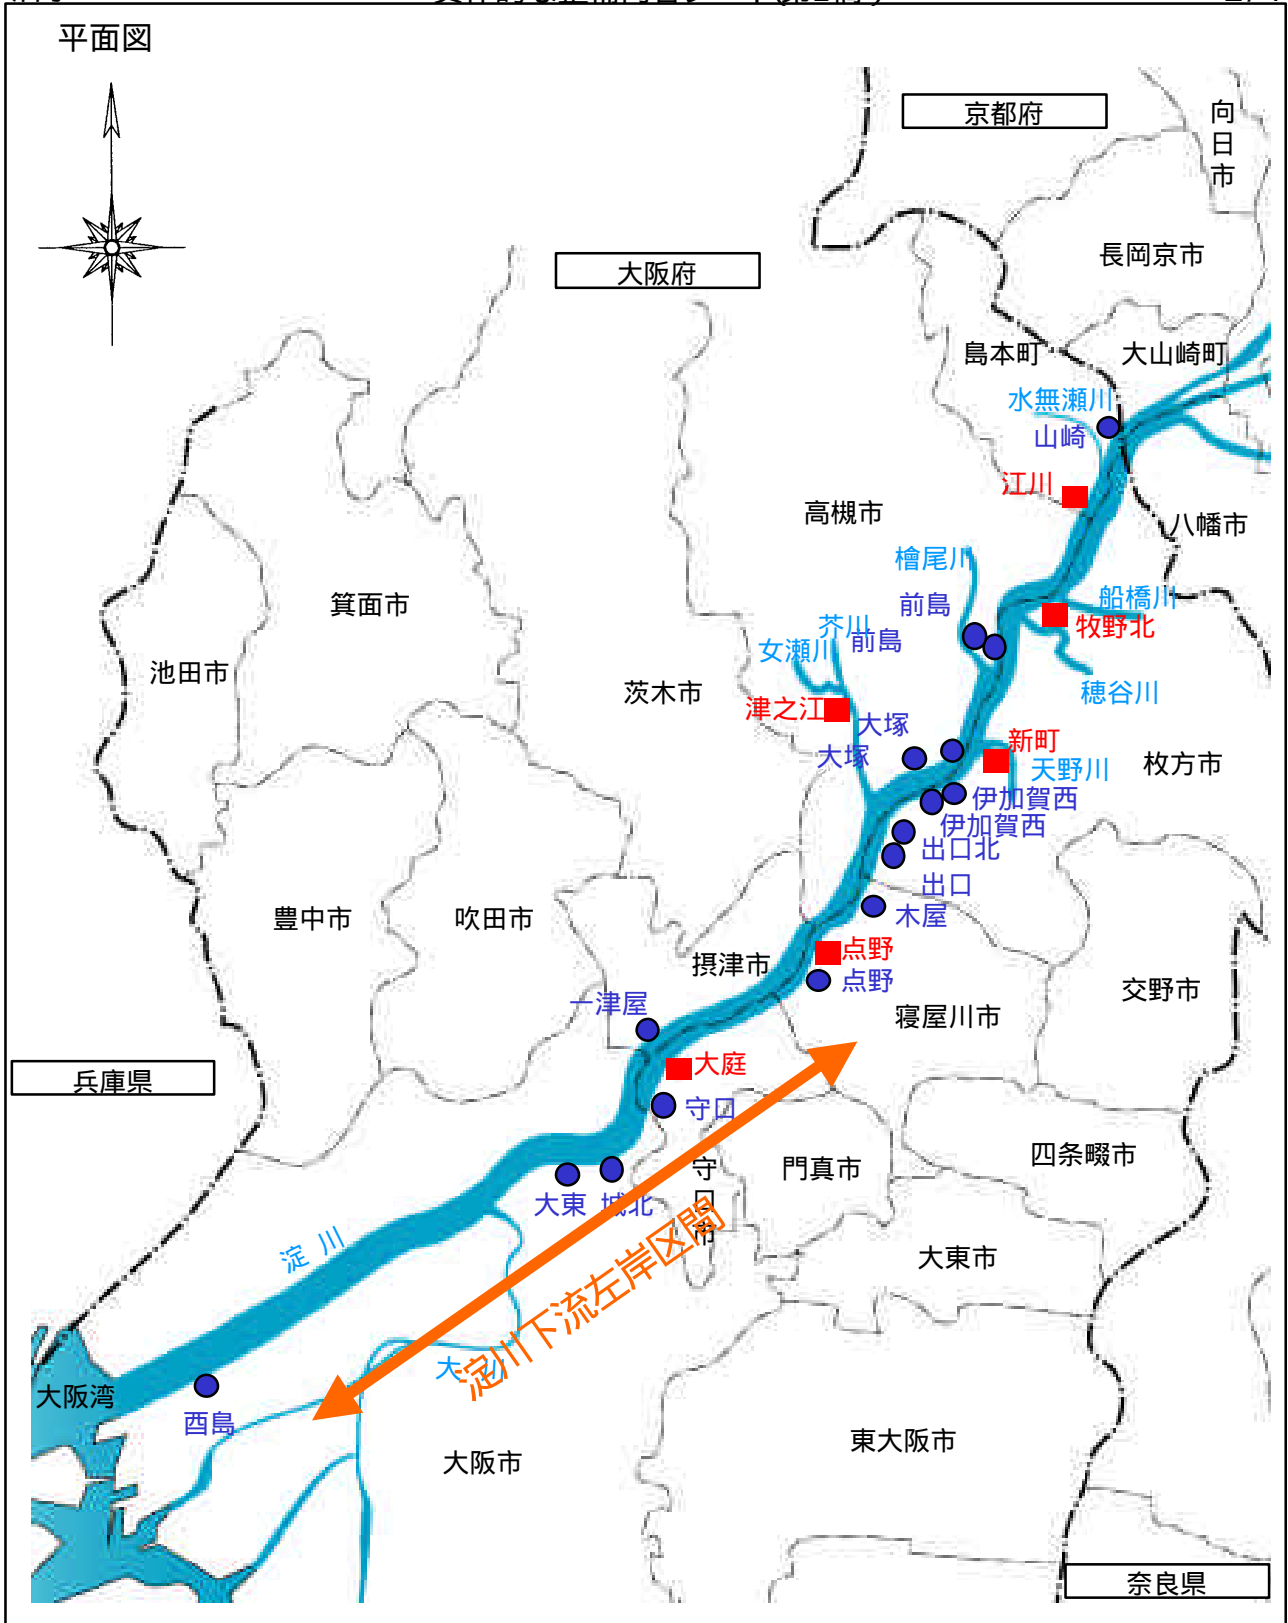 平面図
京都府
向日市
長岡京市
大阪府
島本町
大山崎町
水無瀬川
山崎
江川
高槻市
八幡市
檜尾川
船橋川
箕面市
前島
牧野北
芥川
前島
女瀬川
池田市
茨木市
穂谷川
津之江
大塚
新町
大塚
天野川
枚方市
伊加賀西
伊加賀西
出口北
出口
豊中市
吹田市
木屋
点野
摂津市
点野
交野市
一津屋
寝屋川市
大庭
兵庫県
守口
守口市
門真市
四条畷市
大東
城北
淀川
大東市
淀川下流左岸区間
大川
大阪湾
酉島
東大阪市
大阪市
奈良県